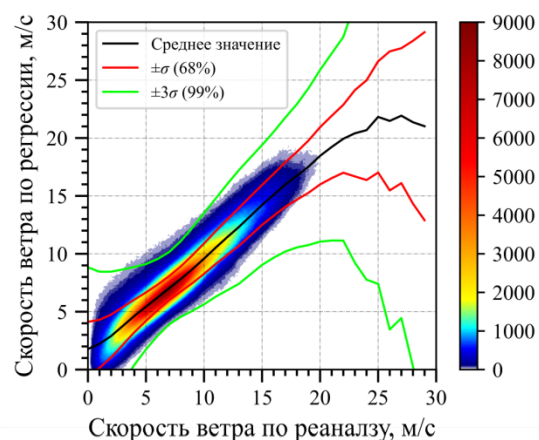 Скорость ветра по регрессии, м/с
30
25
20
15
10
5
0
Среднее значение
±σ (68%)
±3σ (99%)
0 5 10 15 20 25 30
Скорость ветра по реаналзу, м/с
9000
8000
7000
6000
5000
4000
3000
2000
1000
0